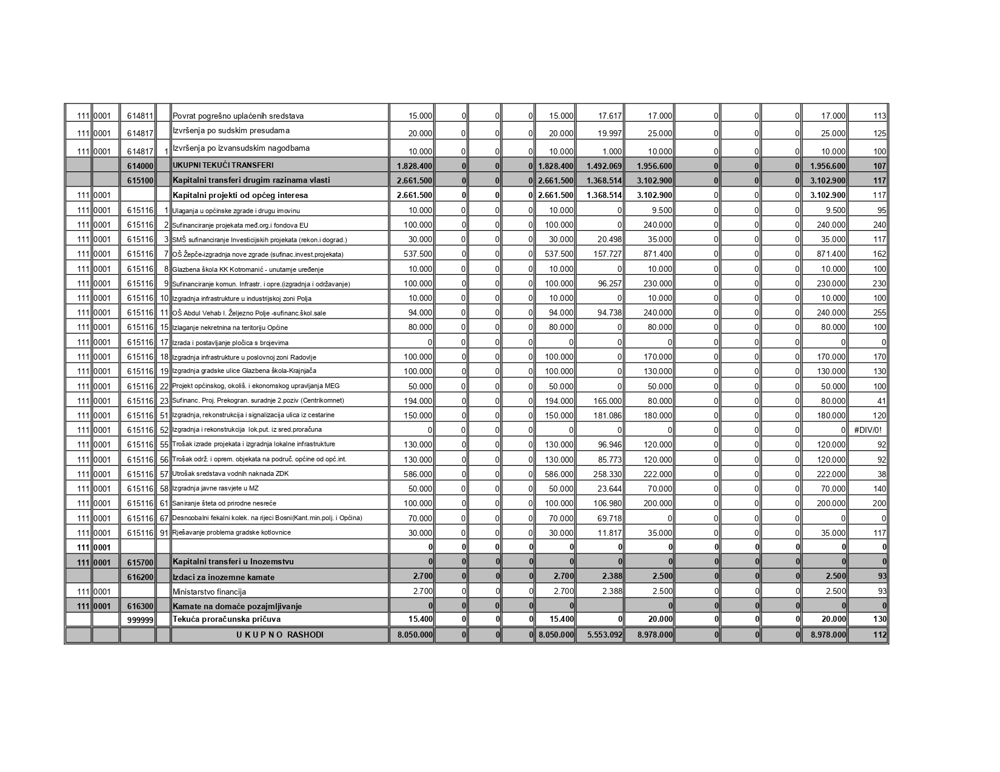 111 0001 614811 Povrat pogrešno uplaćenih sredstava 15.000 0 0 0 15.000 17.617 17.000 0 0 0 17.000 113
111 0001 614817 Izvršenja po sudskim presudama 20.000 0 0 0 20.000 19.997 25.000 0 0 0 25.000 125
111 0001 614817 1 Izvršenja po izvansudskim nagodbama 10.000 0 0 0 10.000 1.000 10.000 0 0 0 10.000 100
614000 UKUPNI TEKUĆI TRANSFERI 1.828.400 0 0 0 1.828.400 1.492.069 1.956.600 0 0 0 1.956.600 107
615100 Kapitalni transferi drugim razinama vlasti 2.661.500 0 0 0 2.661.500 1.368.514 3.102.900 0 0 0 3.102.900 117
111 0001 Kapitalni projekti od općeg interesa 2.661.500 0 0 0 2.661.500 1.368.514 3.102.900 0 0 0 3.102.900 117
111 0001 615116 1 Ulaganja u općinske zgrade i drugu imovinu 10.000 0 0 0 10.000 0 9.500 0 0 0 9.500 95
111 0001 615116 2 Sufinanciranje projekata međ.org.i fondova EU 100.000 0 0 0 100.000 0 240.000 0 0 0 240.000 240
111 0001 615116 3 SMŠ sufinanciranje Investicijskih projekata (rekon.i dograd.) 30.000 0 0 0 30.000 20.498 35.000 0 0 0 35.000 117
111 0001 615116 7 OŠ Žepče-izgradnja nove zgrade (sufinac.invest.projekata) 537.500 0 0 0 537.500 157.727 871.400 0 0 0 871.400 162
111 0001 615116 8 Glazbena škola KK Kotromanić - unutarnje uređenje 10.000 0 0 0 10.000 0 10.000 0 0 0 10.000 100
111 0001 615116 9 Sufinanciranje komun. Infrastr. i opre.(izgradnja i održavanje) 100.000 0 0 0 100.000 96.257 230.000 0 0 0 230.000 230
111 0001 615116 10 Izgradnja infrastrukture u industrijskoj zoni Polja 10.000 0 0 0 10.000 0 10.000 0 0 0 10.000 100
111 0001 615116 11 OŠ Abdul Vehab I. Željezno Polje -sufinanc.škol.sale 94.000 0 0 0 94.000 94.738 240.000 0 0 0 240.000 255
111 0001 615116 15 Izlaganje nekretnina na teritoriju Općine 80.000 0 0 0 80.000 0 80.000 0 0 0 80.000 100
111 0001 615116 17 Izrada i postavljanje pločica s brojevima 0 0 0 0 0 0 0 0 0 0 0 0
111 0001 615116 18 Izgradnja infrastrukture u poslovnoj zoni Radovlje 100.000 0 0 0 100.000 0 170.000 0 0 0 170.000 170
111 0001 615116 19 Izgradnja gradske ulice Glazbena škola-Krajnjača 100.000 0 0 0 100.000 0 130.000 0 0 0 130.000 130
111 0001 615116 22 Projekt općinskog, okoliš. i ekonomskog upravljanja MEG 50.000 0 0 0 50.000 0 50.000 0 0 0 50.000 100
111 0001 615116 23 Sufinanc. Proj. Prekogran. suradnje 2.poziv (Centrikomnet) 194.000 0 0 0 194.000 165.000 80.000 0 0 0 80.000 41
111 0001 615116 51 Izgradnja, rekonstrukcija i signalizacija ulica iz cestarine 150.000 0 0 0 150.000 181.086 180.000 0 0 0 180.000 120
111 0001 615116 52 Izgradnja i rekonstrukcija lok.put. iz sred.proračuna 0 0 0 0 0 0 0 0 0 0 0 #DIV/0!
111 0001 615116 55 Trošak izrade projekata i izgradnja lokalne infrastrukture 130.000 0 0 0 130.000 96.946 120.000 0 0 0 120.000 92
111 0001 615116 56 Trošak održ. i oprem. objekata na područ. općine od opć.int. 130.000 0 0 0 130.000 85.773 120.000 0 0 0 120.000 92
111 0001 615116 57 Utrošak sredstava vodnih naknada ZDK 586.000 0 0 0 586.000 258.330 222.000 0 0 0 222.000 38
111 0001 615116 58 Izgradnja javne rasvjete u MZ 50.000 0 0 0 50.000 23.644 70.000 0 0 0 70.000 140
111 0001 615116 61 Saniranje šteta od prirodne nesreće 100.000 0 0 0 100.000 106.980 200.000 0 0 0 200.000 200
111 0001 615116 67 Desnoobalni fekalni kolek. na rijeci Bosni(Kant.min.polj. i Općina) 70.000 0 0 0 70.000 69.718 0 0 0 0 0 0
111 0001 615116 91 Rješavanje problema gradske kotlovnice 30.000 0 0 0 30.000 11.817 35.000 0 0 0 35.000 117
111 0001 0 0 0 0 0 0 0 0 0 0 0 0
111 0001 615700 Kapitalni transferi u Inozemstvu 0 0 0 0 0 0 0 0 0 0 0 0
616200 Izdaci za inozemne kamate 2.700 0 0 0 2.700 2.388 2.500 0 0 0 2.500 93
111 0001 Ministarstvo financija 2.700 0 0 0 2.700 2.388 2.500 0 0 0 2.500 93
111 0001 616300 Kamate na domaće pozajmljivanje 0 0 0 0 0 0 0 0 0 0 0
999999 Tekuća proračunska pričuva 15.400 0 0 0 15.400 0 20.000 0 0 0 20.000 130
U K U P N O RASHODI 8.050.000 0 0 0 8.050.000 5.553.092 8.978.000 0 0 0 8.978.000 112